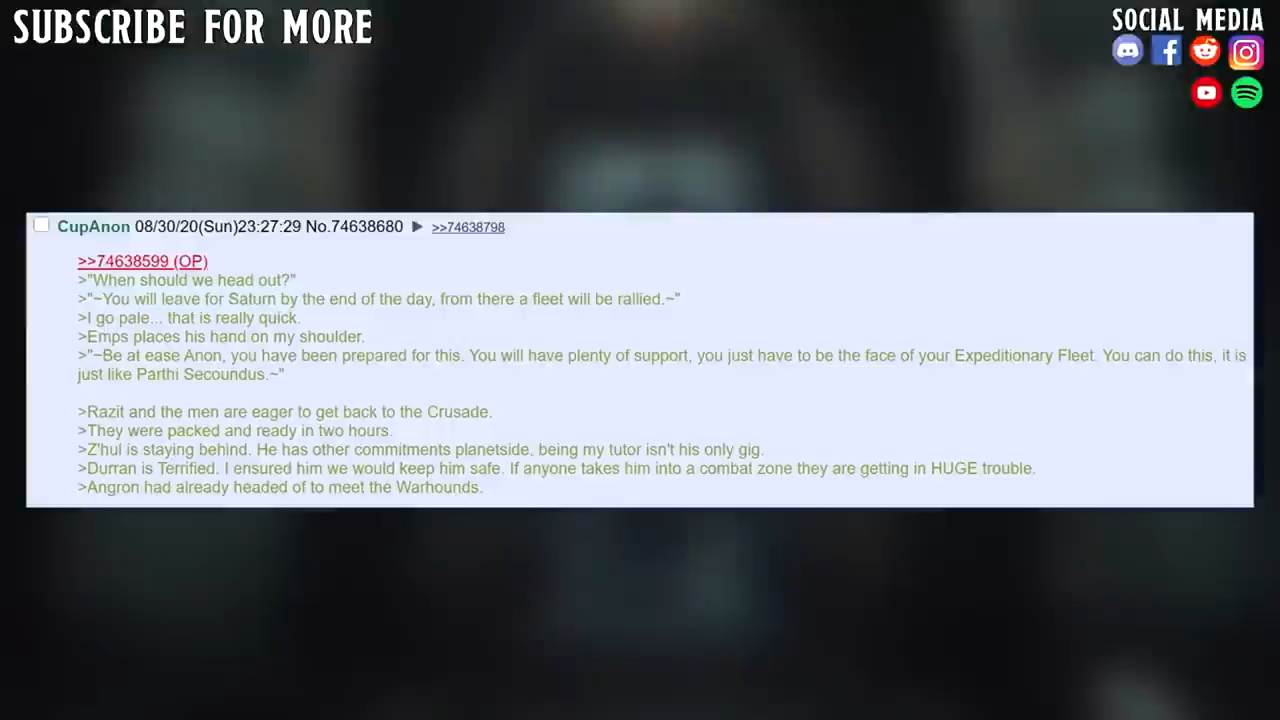 SUBSCRIBE FOR MORE
SOCIAL MEDIA
CupAnon 08/30/20(Sun)23:27:29 No.74638680 ▶ >>74638798
>>74638599 (OP)
>"When should we head out?"
>"~You will leave for Saturn by the end of the day, from there a fleet will be rallied.~"
>I go pale... that is really quick.
>Emps places his hand on my shoulder.
>"~Be at ease Anon, you have been prepared for this. You will have plenty of support, you just have to be the face of your Expeditionary Fleet. You can do this, it is
just like Parthi Secoundus.~"
>Razit and the men are eager to get back to the Crusade.
>They were packed and ready in two hours.
>Z'hul is staying behind. He has other commitments planetside, being my tutor isn't his only gig.
>Durran is Terrified. I ensured him we would keep him safe. If anyone takes him into a combat zone they are getting in HUGE trouble.
>Angron had already headed of to meet the Warhounds.